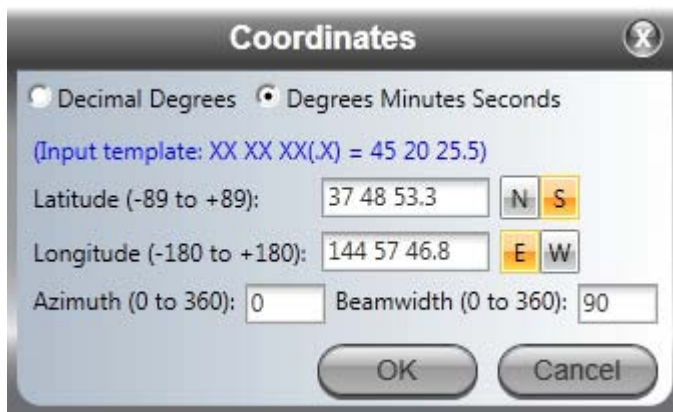 Coordinates X
Decimal Degrees Degrees Minutes Seconds
(Input template: XX XX XX(.X) = 45 20 25.5)
Latitude (-89 to +89): 37 48 53.3 N S
Longitude (-180 to +180): 144 57 46.8 E W
Azimuth (0 to 360): 0 Beamwidth (0 to 360): 90
OK Cancel